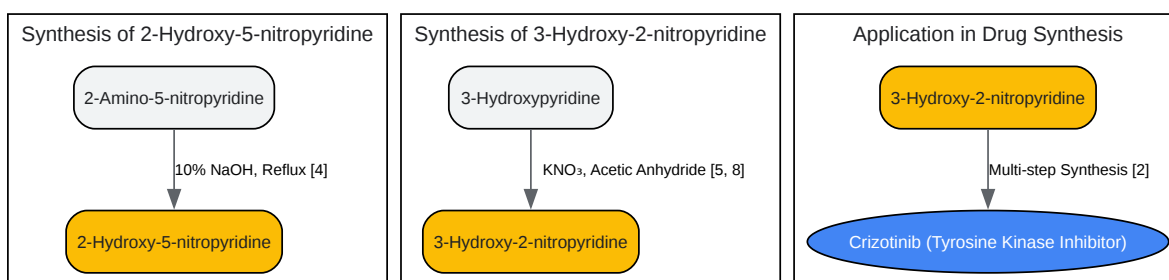 Synthesis of 2-Hydroxy-5-nitropyridine
2-Amino-5-nitropyridine
10% NaOH, Reflux [4]
2-Hydroxy-5-nitropyridine
Synthesis of 3-Hydroxy-2-nitropyridine
3-Hydroxypyridine
KNO₃, Acetic Anhydride [5, 8]
3-Hydroxy-2-nitropyridine
Application in Drug Synthesis
3-Hydroxy-2-nitropyridine
Multi-step Synthesis [2]
Crizotinib (Tyrosine Kinase Inhibitor)